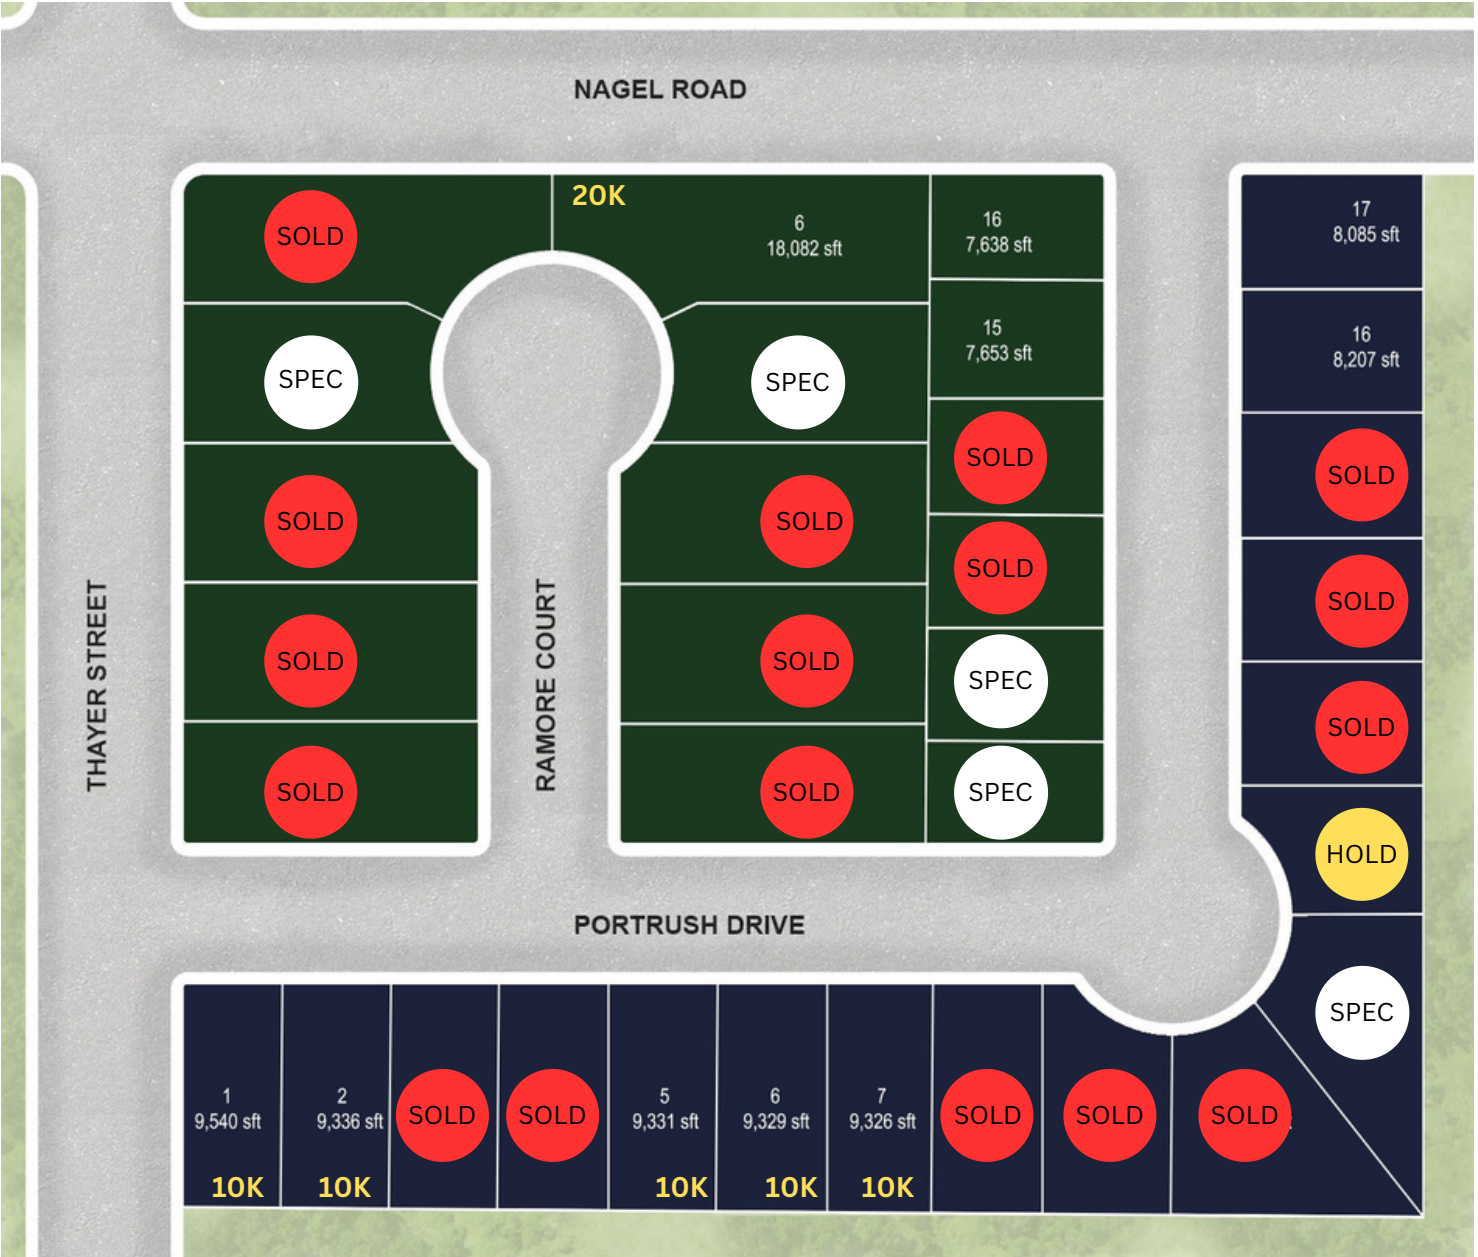 NAGEL ROAD
SOLD
20K
6
18,082 sft
16
7,638 sft
17
8,085 sft
15
7,653 sft
16
8,207 sft
SPEC
SPEC
SOLD
SOLD
SOLD
SOLD
SOLD
SOLD
THAYER STREET
RAMORE COURT
SOLD
SOLD
SPEC
SOLD
SOLD
SOLD
SPEC
HOLD
PORTRUSH DRIVE
SPEC
1
9,540 sft
10K
2
9,336 sft
10K
SOLD
SOLD
5
9,331 sft
10K
6
9,329 sft
10K
7
9,326 sft
10K
SOLD
SOLD
SOLD